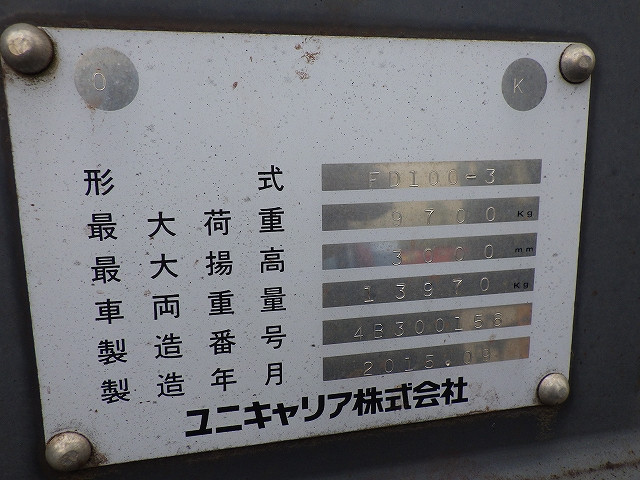 O K
形式 FD100-3
最大荷重 9700 Kg
最大揚高 3000 mm
車両重量 13970 Kg
製造番号 4B300156
製造年月 2015.0
ユニキャリア株式会社